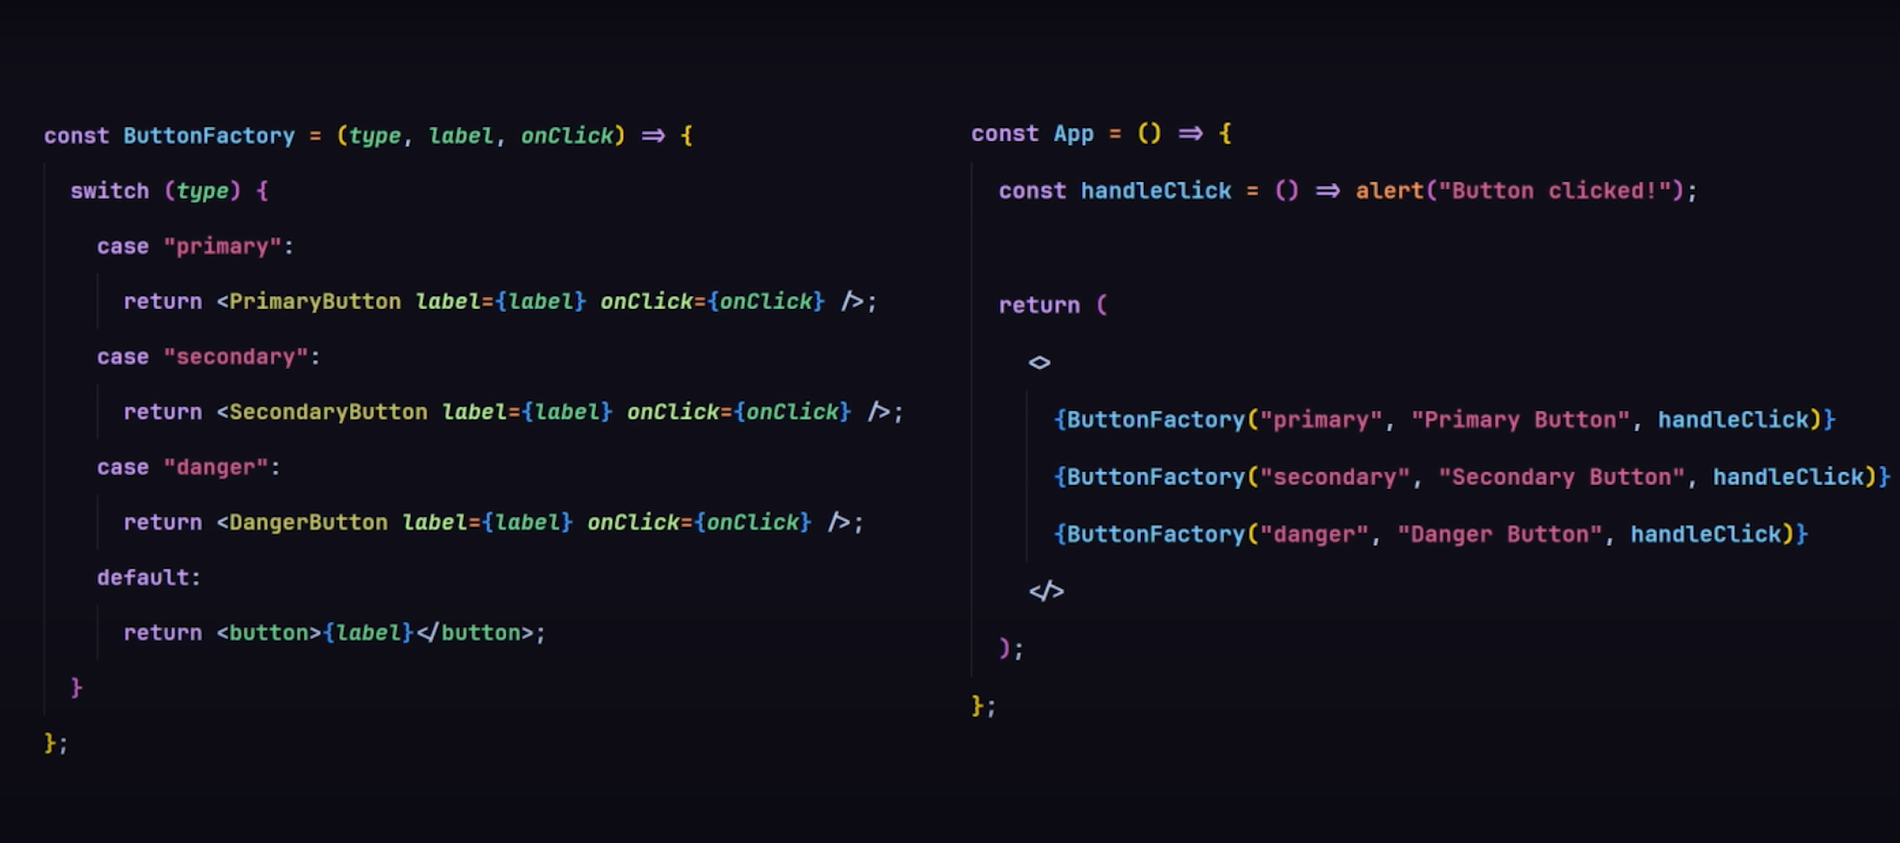 const ButtonFactory = (type, label, onClick) => {
  switch (type) {
    case "primary":
      return <PrimaryButton label={label} onClick={onClick} />;
    case "secondary":
      return <SecondaryButton label={label} onClick={onClick} />;
    case "danger":
      return <DangerButton label={label} onClick={onClick} />;
    default:
      return <button>{label}</button>;
  }
};
const App = () => {
  const handleClick = () => alert("Button clicked!");
  return (
    <>
      {ButtonFactory("primary", "Primary Button", handleClick)}
      {ButtonFactory("secondary", "Secondary Button", handleClick)}
      {ButtonFactory("danger", "Danger Button", handleClick)}
    </>
  );
};